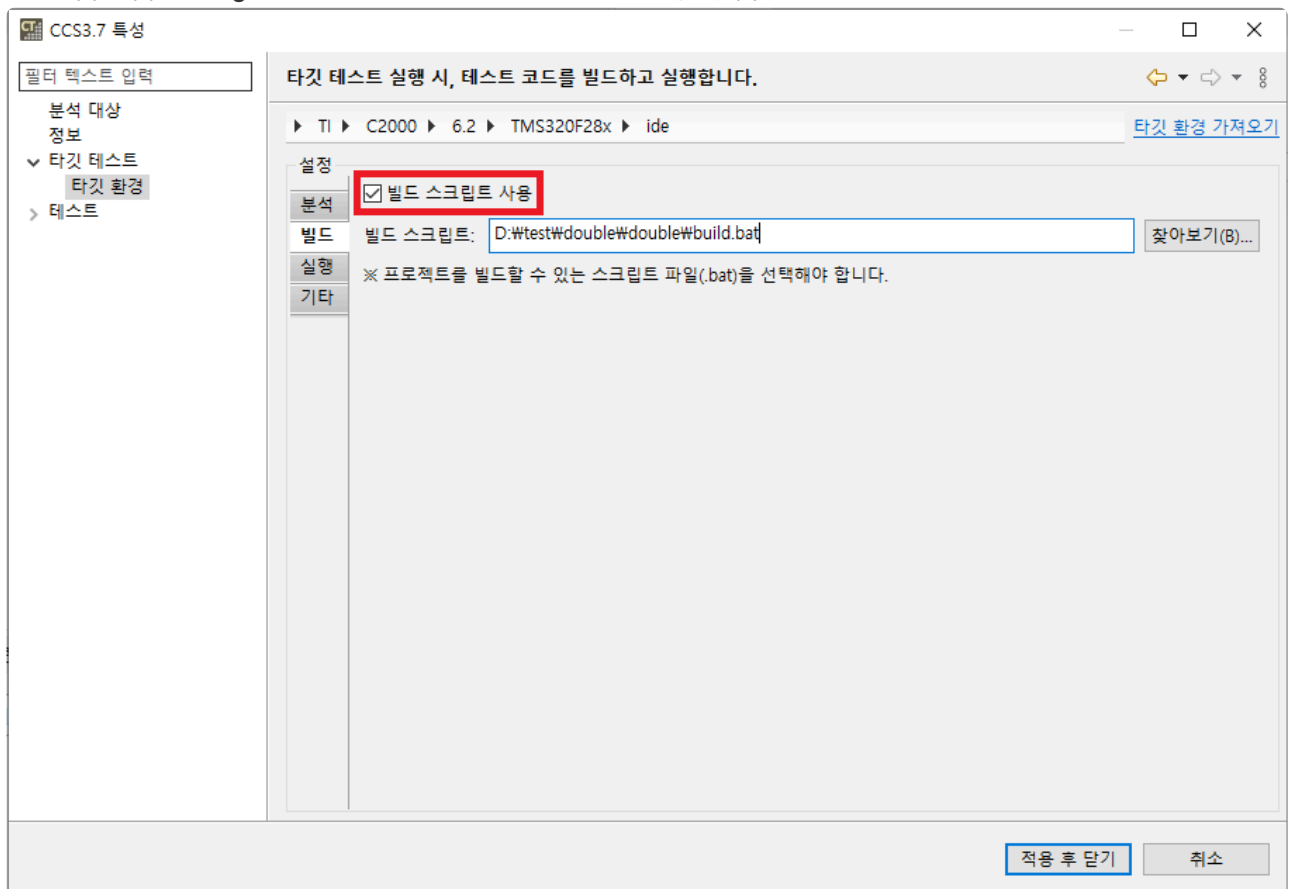 CCS3.7 특성
필터 텍스트 입력
분석 대상
정보
타깃 테스트
타깃 환경
테스트
타깃 테스트 실행 시, 테스트 코드를 빌드하고 실행합니다.
TI C2000 6.2 TMS320F28x ide
타깃 환경 가져오기
설정
분석
빌드
실행
기타
빌드 스크립트 사용
빌드 스크립트: D:₩test₩double₩double₩build.bat 찾아보기(B)...
※ 프로젝트를 빌드할 수 있는 스크립트 파일(.bat)을 선택해야 합니다.
적용 후 닫기 취소